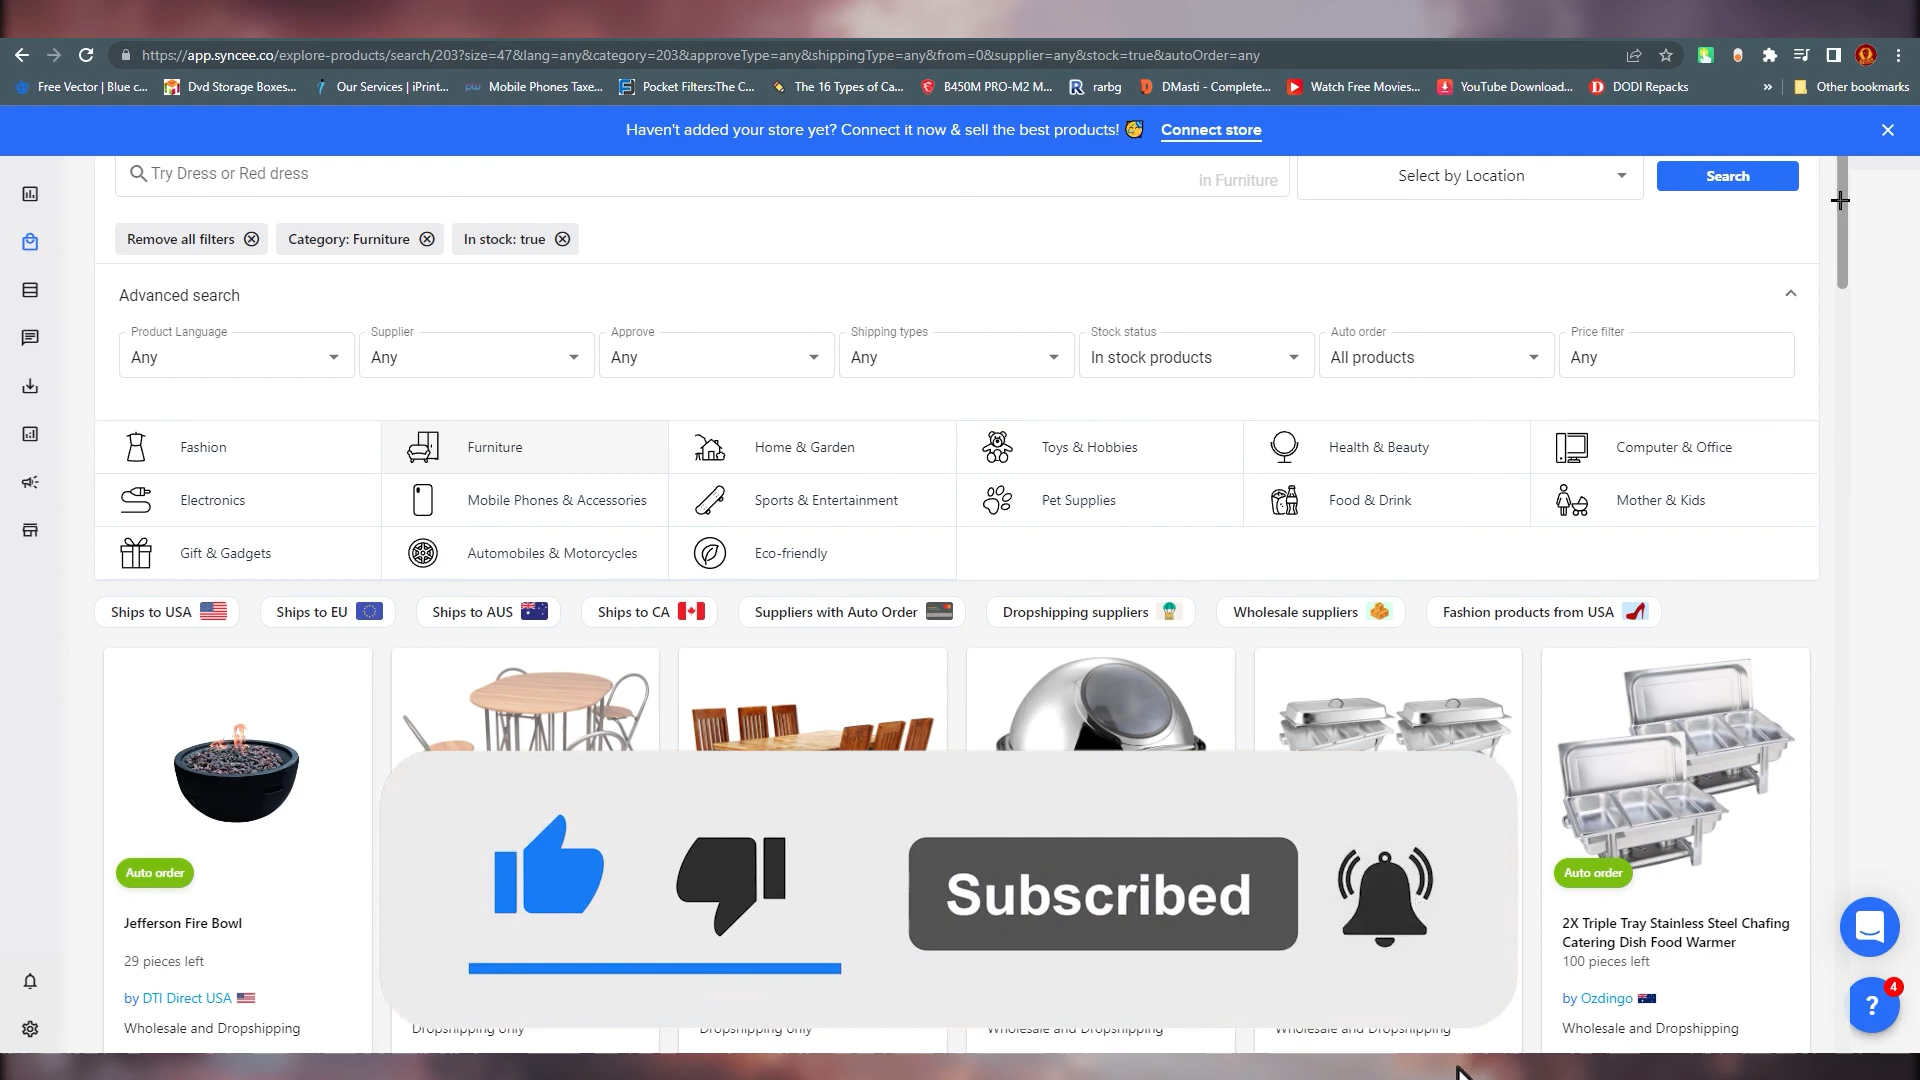 https://app.syncee.co/explore-products/search/203?size=47&lang=any&category=203&approveType=any&shippingType=any&from=0&supplier=any&stock=true&autoOrder=any
Free Vector | Blue c... Dvd Storage Boxes... Our Services | iPrint... Mobile Phones Taxe... Pocket Filters:The C... The 16 Types of Ca... B450M PRO-M2 M... rarbg DMasti - Complete... Watch Free Movies... YouTube Download... DODI Repacks » Other bookmarks
Haven't added your store yet? Connect it now & sell the best products! Connect store
Try Dress or Red dress in Furniture Select by Location Search
Remove all filters Category: Furniture In stock: true
Advanced search
Product Language Supplier Approve Shipping types Stock status Auto order Price filter
Any Any Any Any In stock products All products Any
Fashion Furniture Home & Garden Toys & Hobbies Health & Beauty Computer & Office
Electronics Mobile Phones & Accessories Sports & Entertainment Pet Supplies Food & Drink Mother & Kids
Gift & Gadgets Automobiles & Motorcycles Eco-friendly
Ships to USA Ships to EU Ships to AUS Ships to CA Suppliers with Auto Order Dropshipping suppliers Wholesale suppliers Fashion products from USA
Auto order Auto order
Subscribed
Jefferson Fire Bowl
29 pieces left
by DTI Direct USA
Wholesale and Dropshipping Dropshipping only Dropshipping only Wholesale and Dropshipping Wholesale and Dropshipping
2X Triple Tray Stainless Steel Chafing
Catering Dish Food Warmer
100 pieces left
by Ozdingo
Wholesale and Dropshipping
? 4